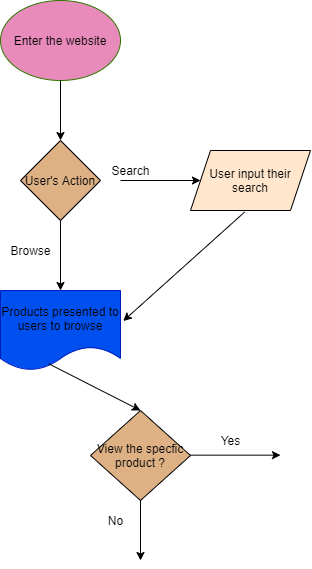 Enter the website
Search
User's Action
User input their
search
Browse
Products presented to
users to browse
View the specfic
product ?
Yes
No